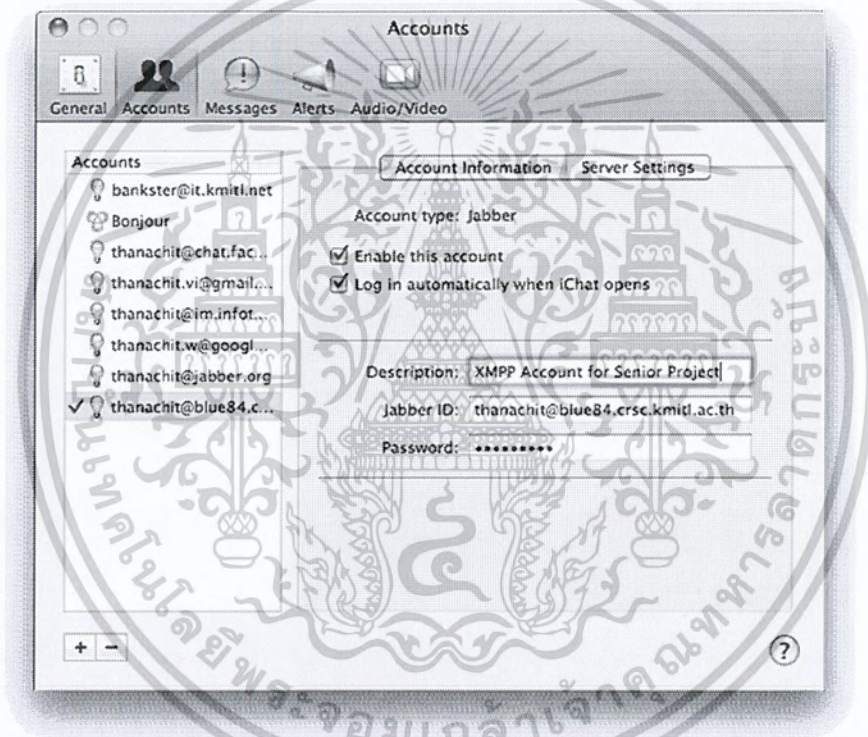 Accounts
General Accounts Messages Alerts Audio/Video
Accounts
bankster@it.kmitl.net
Bonjour
thanachit@chat.fac...
thanachit.vi@gmail....
thanachit@im.infot...
thanachit.w@googl...
thanachit@jabber.org
thanachit@blue84.c...
Account Information Server Settings
Account type: Jabber
Enable this account
Log in automatically when iChat opens
Description: XMPP Account for Senior Project
Jabber ID: thanachit@blue84.crsc.kmitl.ac.th
Password: •••••••••
+ −
?